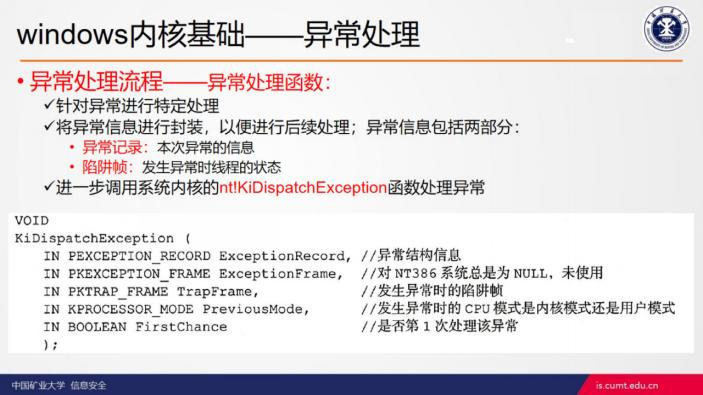 windows内核基础——异常处理
• 异常处理流程——异常处理函数：
✓针对异常进行特定处理
✓将异常信息进行封装，以便进行后续处理；异常信息包括两部分：
• 异常记录：本次异常的信息
• 陷阱帧：发生异常时线程的状态
✓进一步调用系统内核的nt!KiDispatchException函数处理异常
VOID
KiDispatchException (
IN PEXCEPTION_RECORD ExceptionRecord, //异常结构信息
IN PKEXCEPTION_FRAME ExceptionFrame, //对 NT386 系统总是为 NULL，未使用
IN PKTRAP_FRAME TrapFrame, //发生异常时的陷阱帧
IN KPROCESSOR_MODE PreviousMode, //发生异常时的 CPU 模式是内核模式还是用户模式
IN BOOLEAN FirstChance //是否第 1 次处理该异常
);
中国矿业大学 信息安全
is.cumt.edu.cn